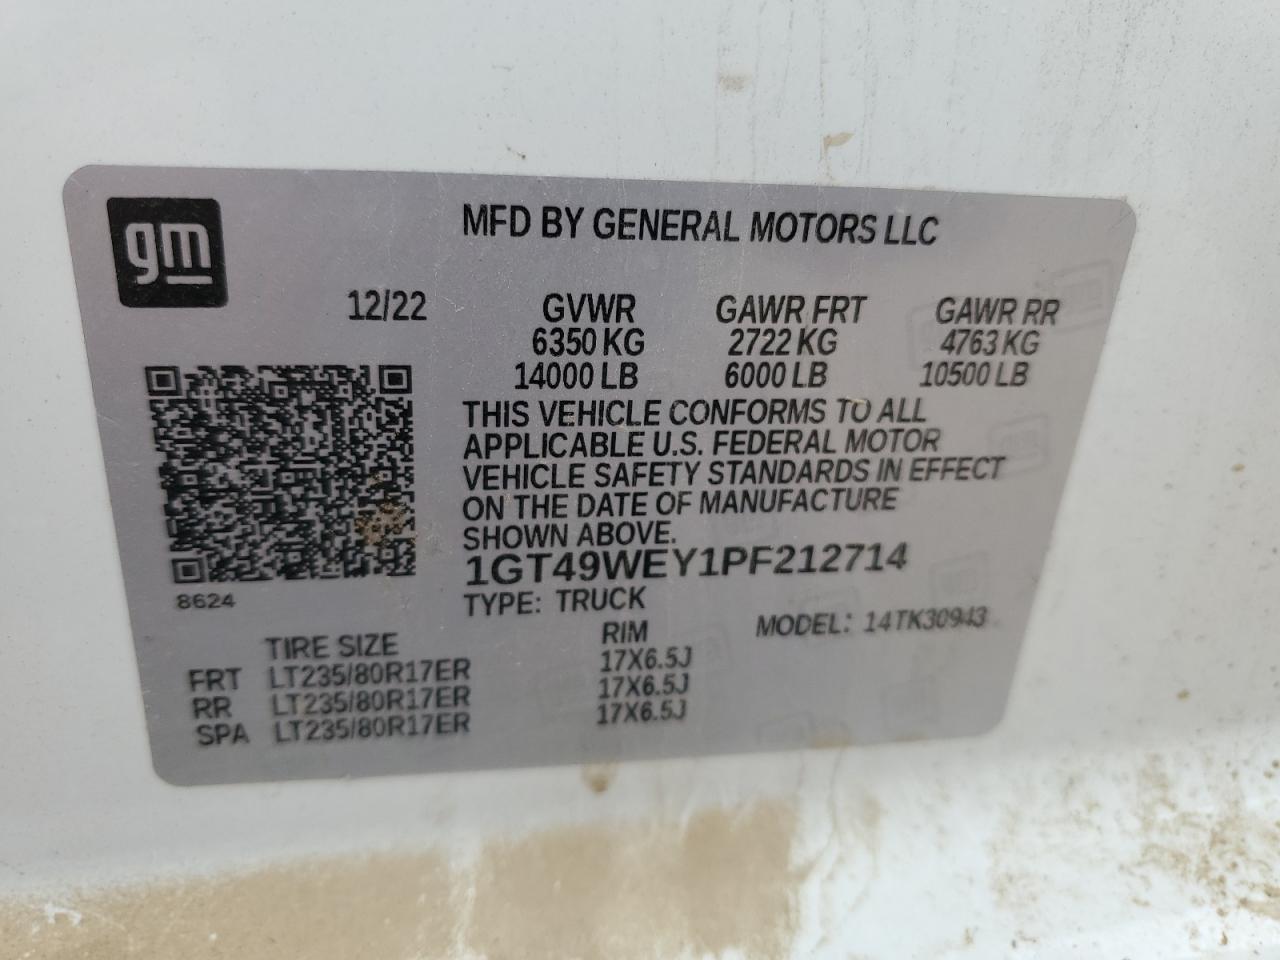 gm
MFD BY GENERAL MOTORS LLC
12/22 GVWR GAWR FRT GAWR RR
6350 KG 2722 KG 4763 KG
14000 LB 6000 LB 10500 LB
THIS VEHICLE CONFORMS TO ALL
APPLICABLE U.S. FEDERAL MOTOR
VEHICLE SAFETY STANDARDS IN EFFECT
ON THE DATE OF MANUFACTURE
SHOWN ABOVE.
1GT49WEY1PF212714
8624
TYPE: TRUCK
MODEL: 14TK30943
TIRE SIZE RIM
FRT LT235/80R17ER 17X6.5J
RR LT235/80R17ER 17X6.5J
SPA LT235/80R17ER 17X6.5J